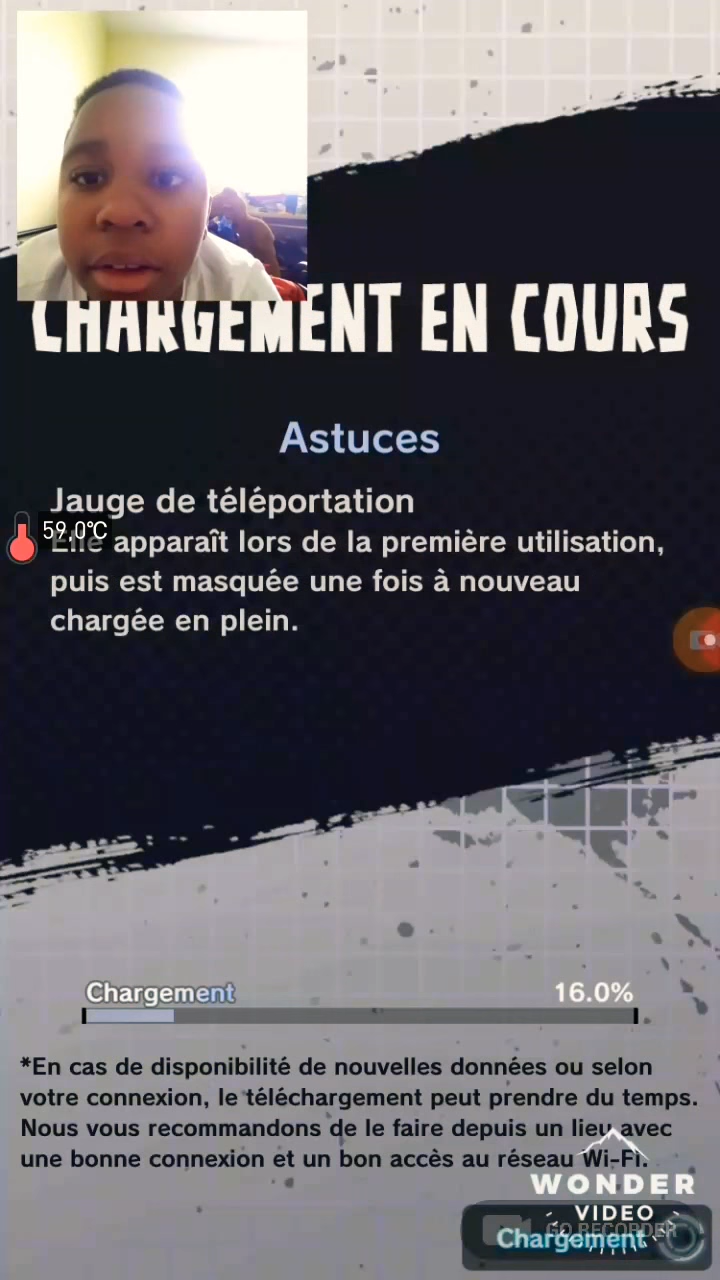 CHARGEMENT EN COURS
Astuces
Jauge de téléportation
59.0°C
Elle apparaît lors de la première utilisation,
puis est masquée une fois à nouveau
chargée en plein.
Chargement 16.0%
*En cas de disponibilité de nouvelles données ou selon
votre connexion, le téléchargement peut prendre du temps.
Nous vous recommandons de le faire depuis un lieu avec
une bonne connexion et un bon accès au réseau Wi-Fi.
WONDER
VIDEO
GO RECORDER
Chargement